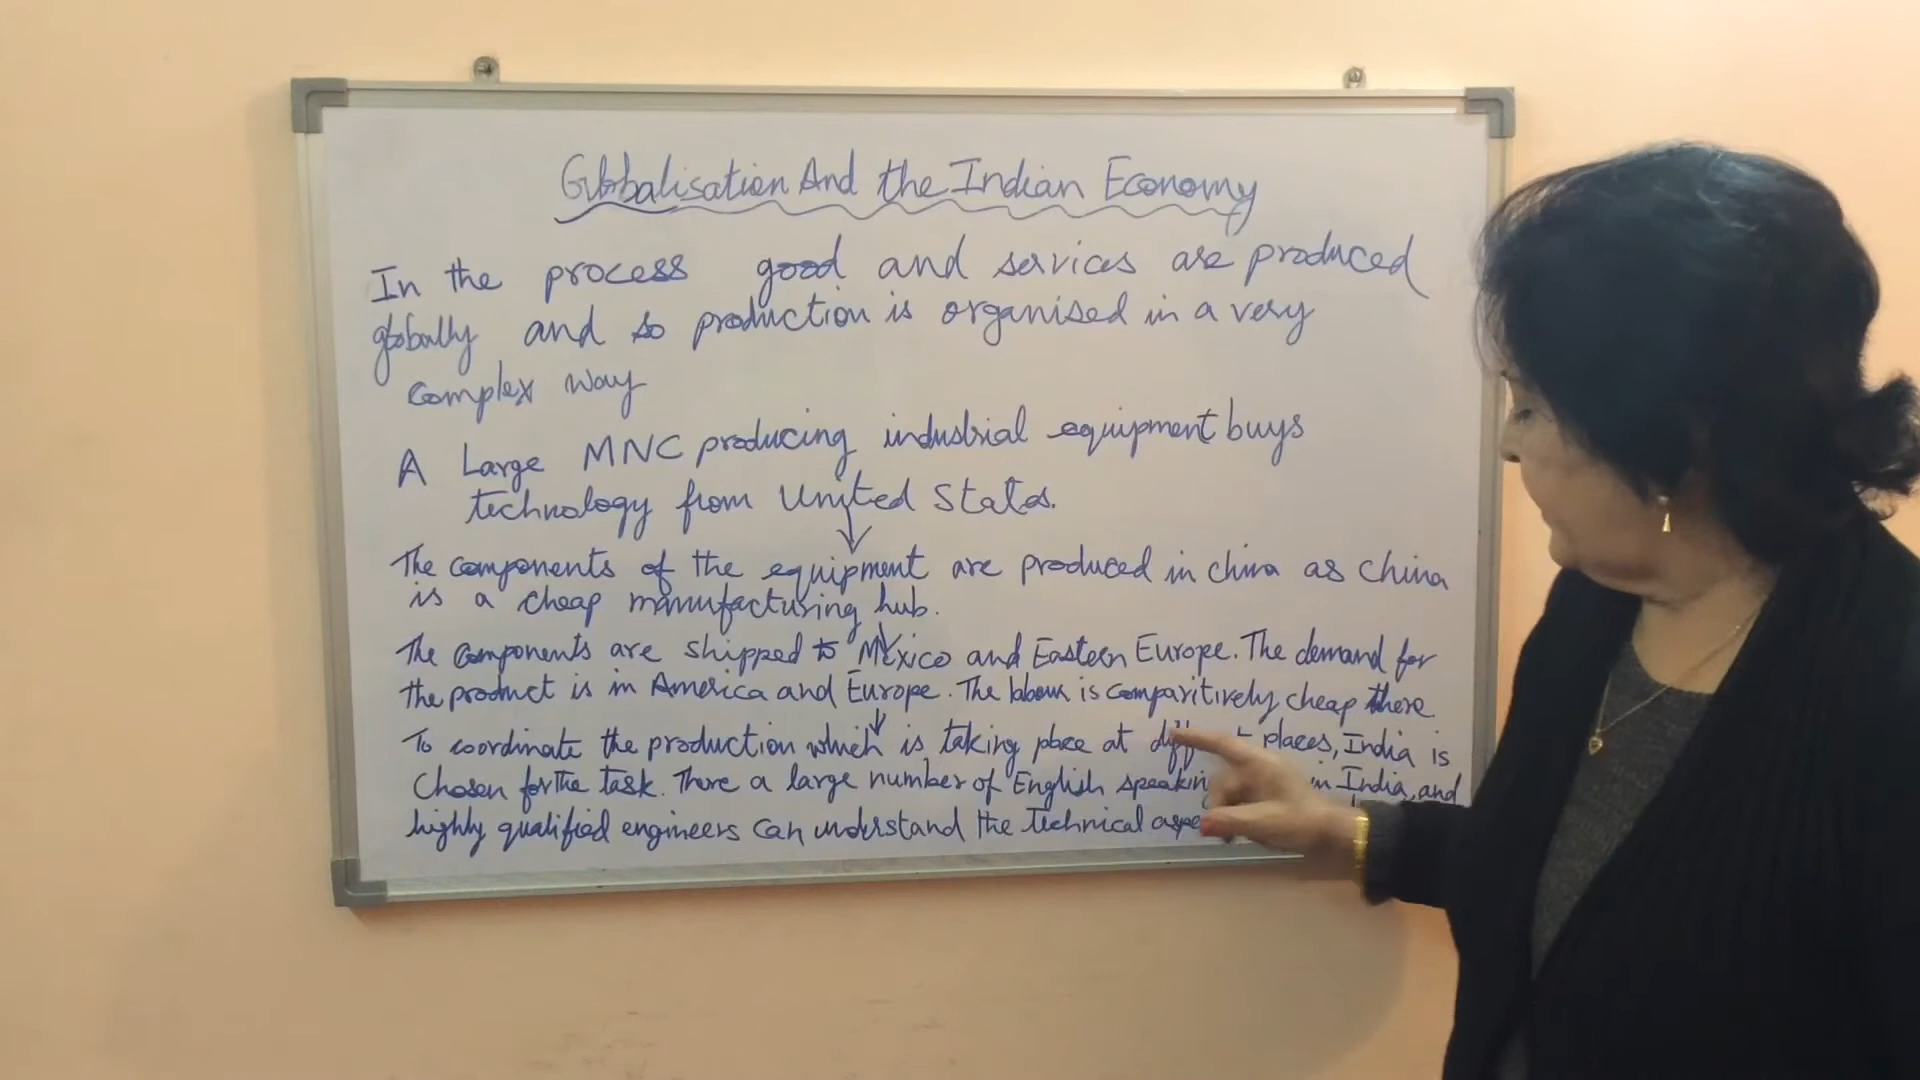 Globalisation And the Indian Economy
In the process good and services are produced
globally and so production is organised in a very
complex way
A Large MNC producing industrial equipment buys
technology from United States.
The components of the equipment are produced in china as china
is a cheap manufacturing hub.
The components are shipped to Mexico and Eastern Europe. The demand for
the product is in America and Europe. The labour is comparitively cheap there.
To coordinate the production which is taking place at places, India is
Chosen for the task. There a large number of English speaking in India, and
highly qualified engineers can understand the technical